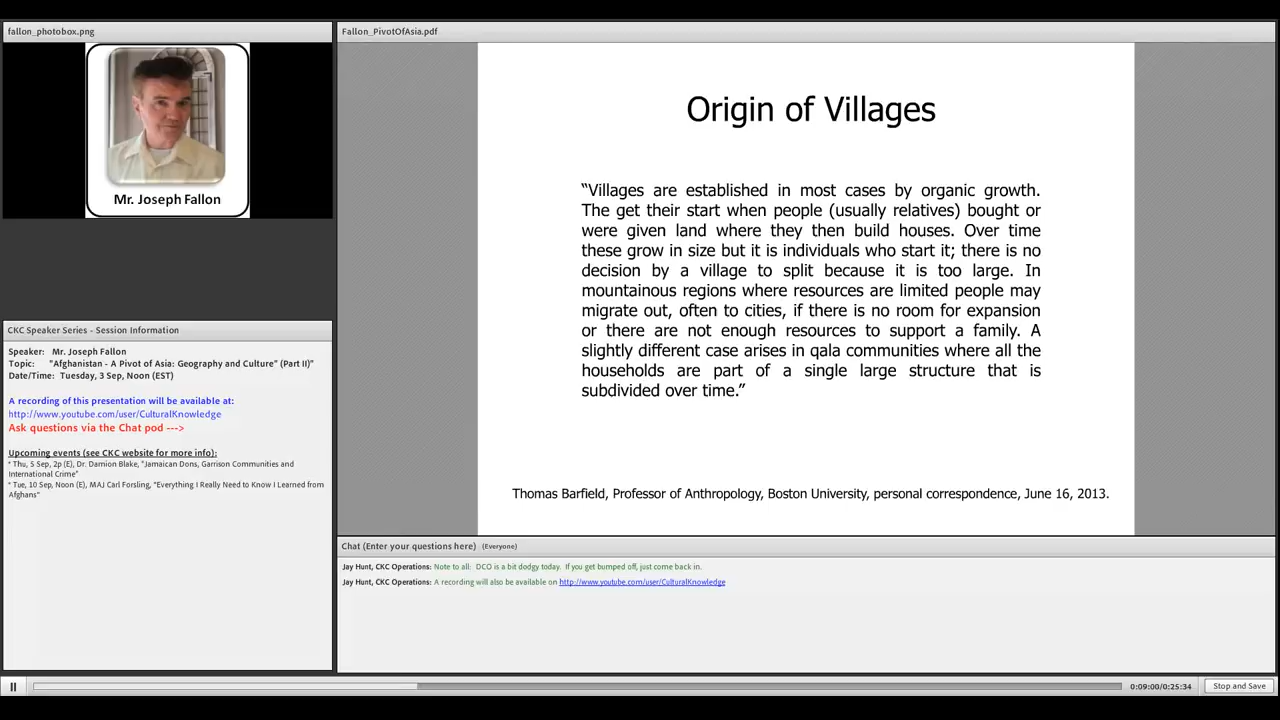 fallon_photobox.png
Mr. Joseph Fallon
CKC Speaker Series - Session Information
Speaker: Mr. Joseph Fallon
Topic: "Afghanistan - A Pivot of Asia: Geography and Culture" (Part II)"
Date/Time: Tuesday, 3 Sep, Noon (EST)
A recording of this presentation will be available at:
http://www.youtube.com/user/CulturalKnowledge
Ask questions via the Chat pod --->
Upcoming events (see CKC website for more info):
* Thu, 5 Sep, 2p (E), Dr. Damion Blake, "Jamaican Dons, Garrison Communities and
International Crime"
* Tue, 10 Sep, Noon (E), MAJ Carl Forsling, "Everything I Really Need to Know I Learned from
Afghans"
Fallon_PivotOfAsia.pdf
Origin of Villages
“Villages are established in most cases by organic growth.
The get their start when people (usually relatives) bought or
were given land where they then build houses. Over time
these grow in size but it is individuals who start it; there is no
decision by a village to split because it is too large. In
mountainous regions where resources are limited people may
migrate out, often to cities, if there is no room for expansion
or there are not enough resources to support a family. A
slightly different case arises in qala communities where all the
households are part of a single large structure that is
subdivided over time.”
Thomas Barfield, Professor of Anthropology, Boston University, personal correspondence, June 16, 2013.
Chat (Enter your questions here) (Everyone)
Jay Hunt, CKC Operations: Note to all: DCO is a bit dodgy today. If you get bumped off, just come back in.
Jay Hunt, CKC Operations: A recording will also be available on http://www.youtube.com/user/CulturalKnowledge
0:09:00/0:25:34
Stop and Save